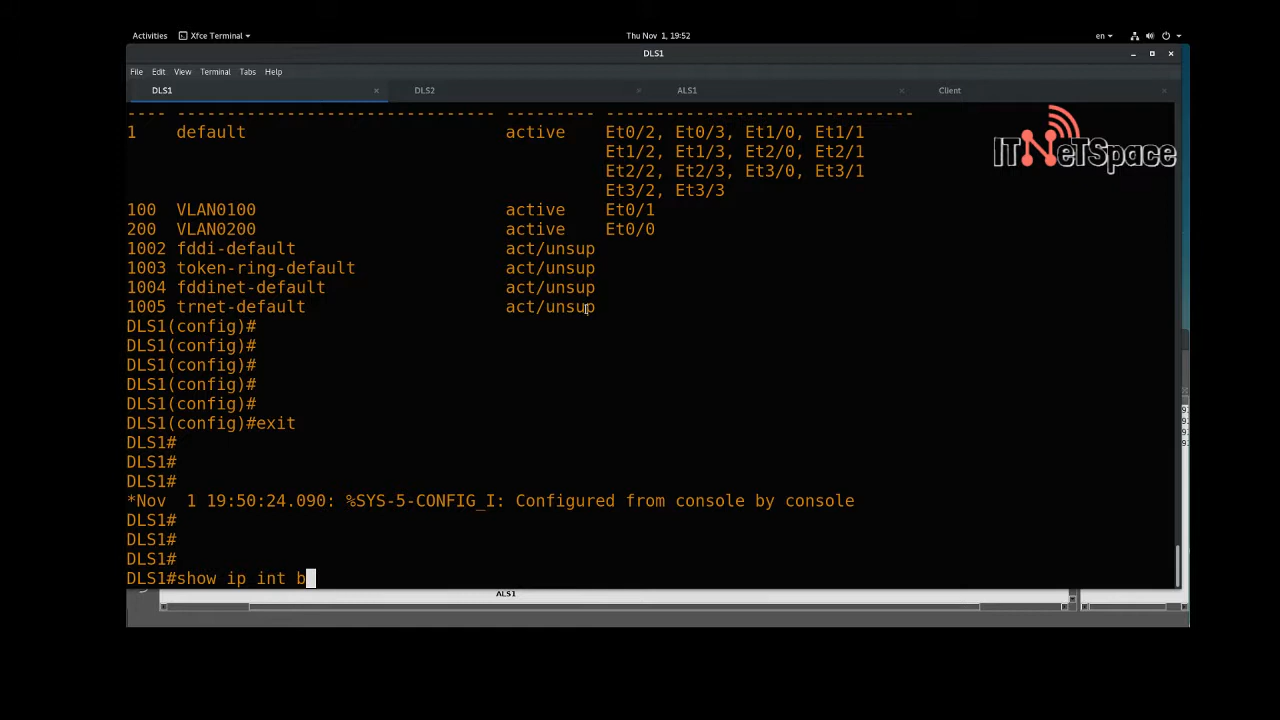 Activities Xfce Terminal Thu Nov 1, 19:52 en
DLS1
File Edit View Terminal Tabs Help
DLS1 × DLS2 × ALS1 × Client ×
---- -------------------------------- --------- -------------------------------
1 default active Et0/2, Et0/3, Et1/0, Et1/1
Et1/2, Et1/3, Et2/0, Et2/1
Et2/2, Et2/3, Et3/0, Et3/1
Et3/2, Et3/3
ITNeTSpace
100 VLAN0100 active Et0/1
200 VLAN0200 active Et0/0
1002 fddi-default act/unsup
1003 token-ring-default act/unsup
1004 fddinet-default act/unsup
1005 trnet-default act/unsup
DLS1(config)#
DLS1(config)#
DLS1(config)#
DLS1(config)#
DLS1(config)#
DLS1(config)#exit
DLS1#
DLS1#
DLS1#
*Nov 1 19:50:24.090: %SYS-5-CONFIG_I: Configured from console by console
DLS1#
DLS1#
DLS1#
DLS1#show ip int b
ALS1